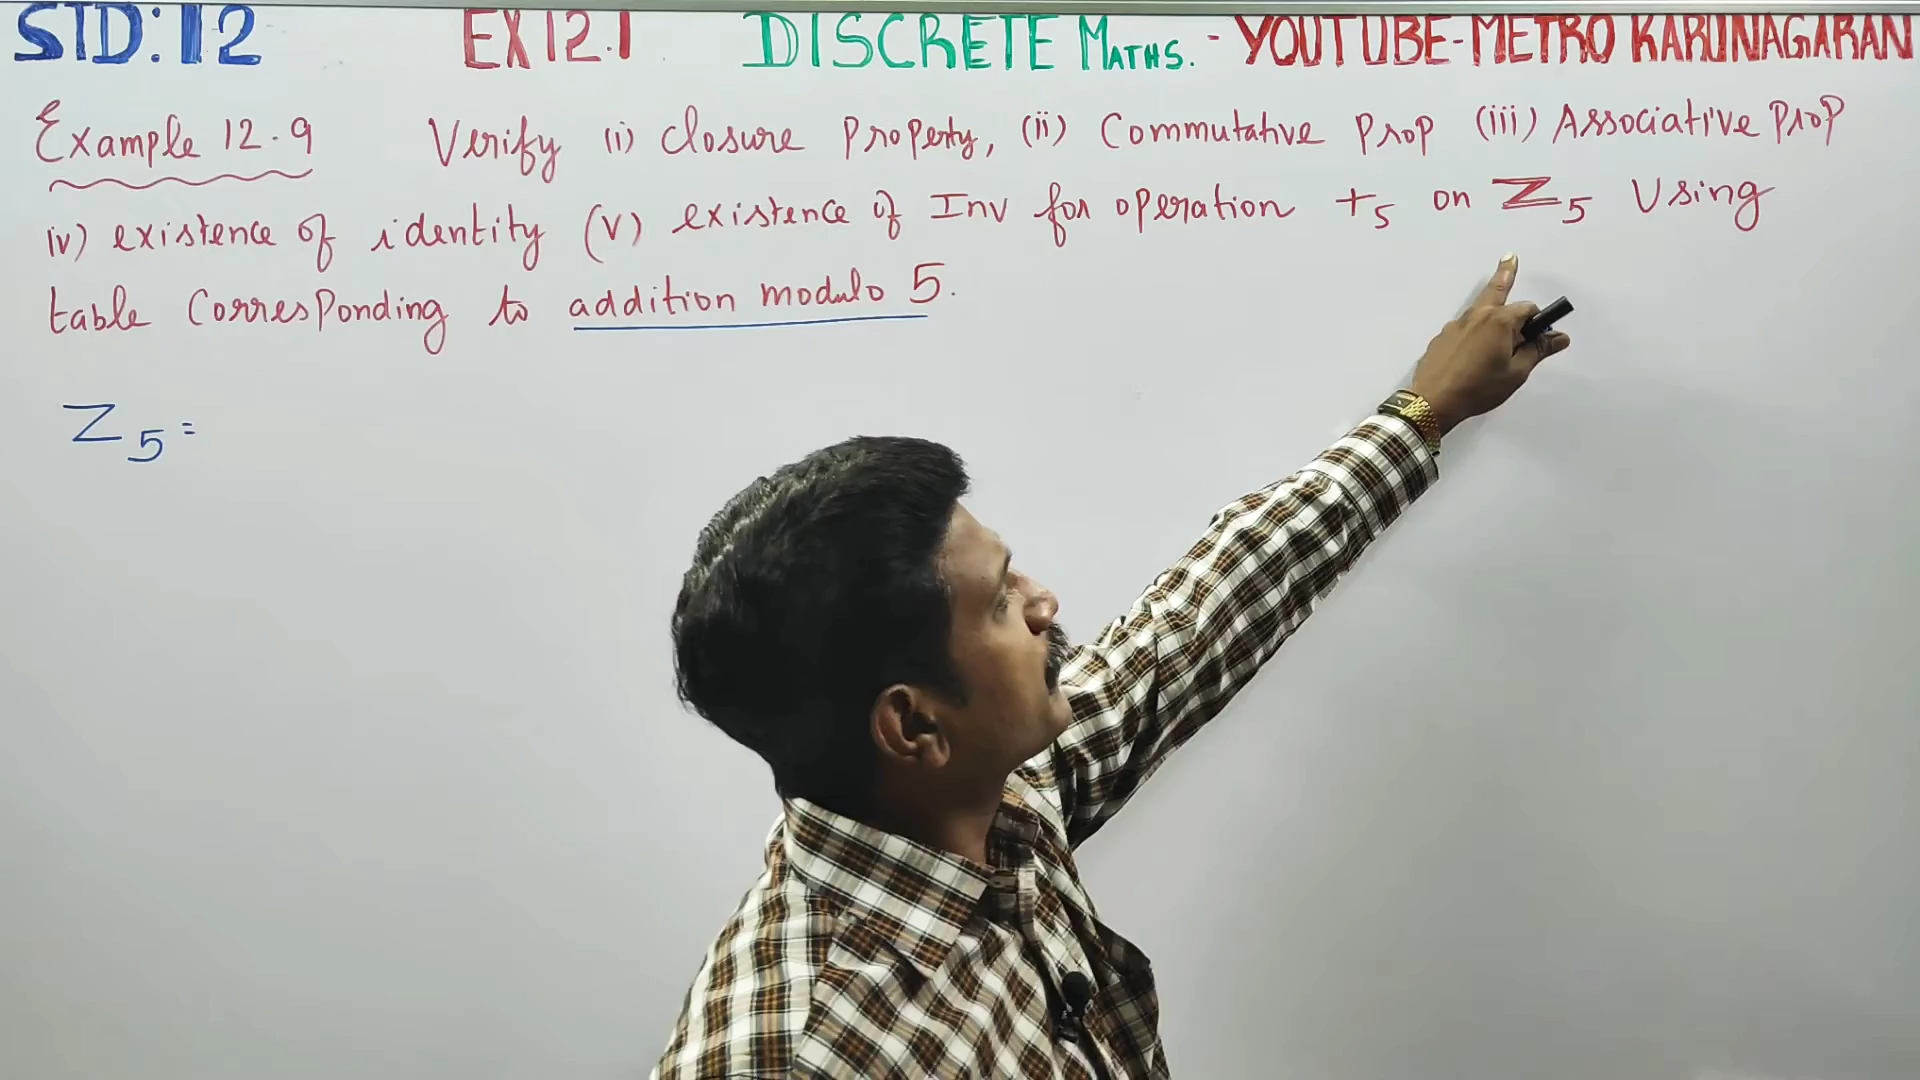 STD: 12 EX 12.1 DISCRETE MATHS. - YOUTUBE-METRO KARUNAGARAN
Example 12.9 Verify (i) Closure Property, (ii) Commutative Prop (iii) Associative Prop
iv) existence of identity (v) existence of Inv for operation +5 on Z5 Using
table Corresponding to addition modulo 5.
Z5 =